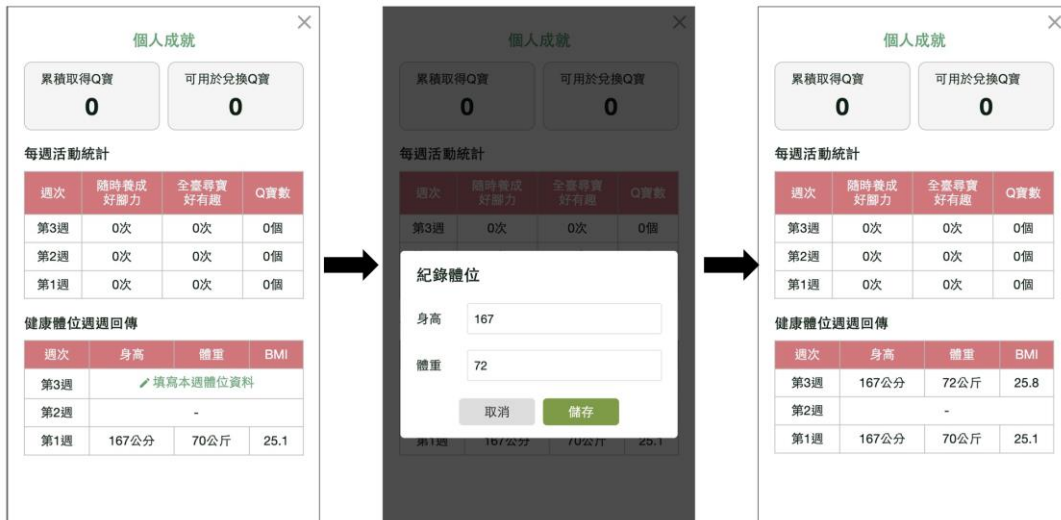 個人成就
累積取得Q寶 可用於兌換Q寶
0 0
每週活動統計
週次 隨時養成好腳力 全臺尋寶好有趣 Q寶數
第3週 0次 0次 0個
第2週 0次 0次 0個
第1週 0次 0次 0個
健康體位週週回傳
週次 身高 體重 BMI
第3週 填寫本週體位資料
第2週 -
第1週 167公分 70公斤 25.1
個人成就
累積取得Q寶 可用於兌換Q寶
0 0
每週活動統計
週次 隨時養成好腳力 全臺尋寶好有趣 Q寶數
第3週 0次 0次 0個
紀錄體位
身高 167
體重 72
取消 儲存
第1週 167公分 70公斤 25.1
個人成就
累積取得Q寶 可用於兌換Q寶
0 0
每週活動統計
週次 隨時養成好腳力 全臺尋寶好有趣 Q寶數
第3週 0次 0次 0個
第2週 0次 0次 0個
第1週 0次 0次 0個
健康體位週週回傳
週次 身高 體重 BMI
第3週 167公分 72公斤 25.8
第2週 -
第1週 167公分 70公斤 25.1